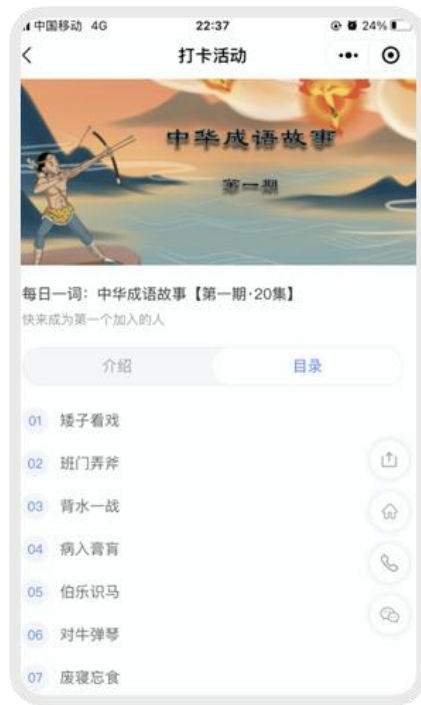 中国移动 4G 22:37 24%
打卡活动
中华成语故事
第一期
每日一词：中华成语故事【第一期·20集】
快来成为第一个加入的人
介绍 目录
01 矮子看戏
02 班门弄斧
03 背水一战
04 病入膏肓
05 伯乐识马
06 对牛弹琴
07 废寝忘食